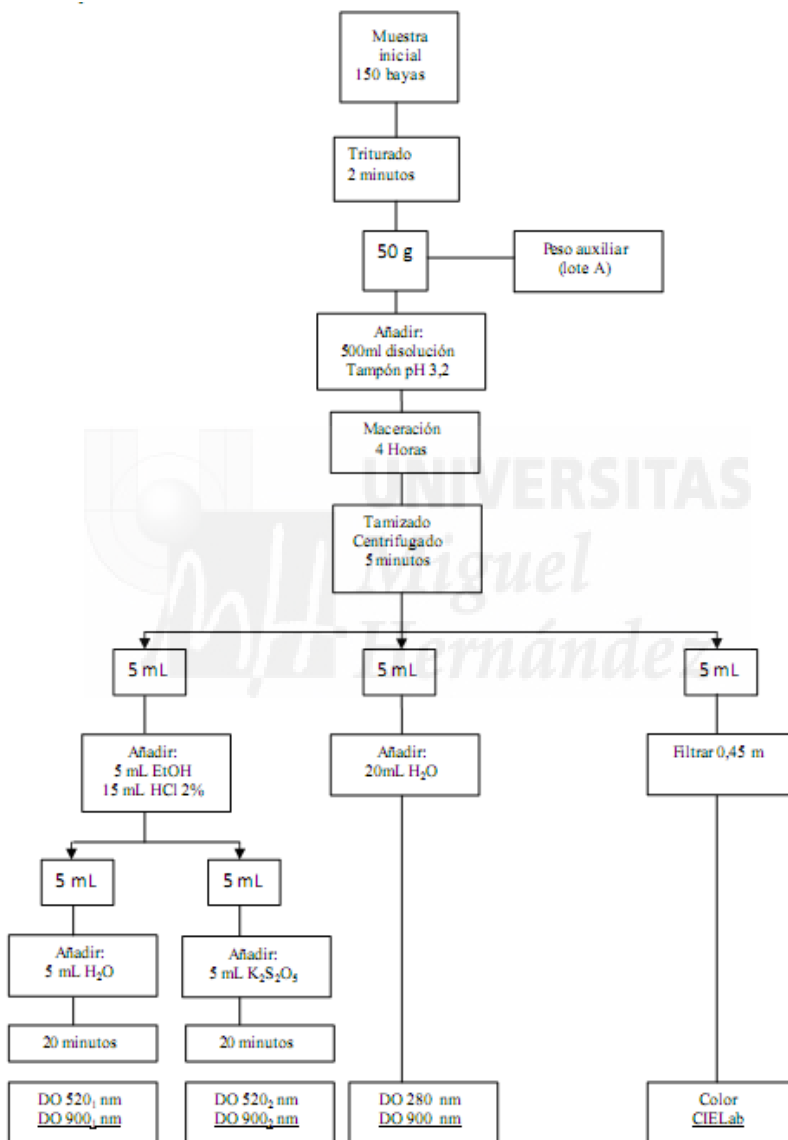 Muestra
inicial
150 bayas
Triturado
2 minutos
50 g
Peso auxiliar
(lote A)
Añadir:
500ml disolución
Tampón pH 3,2
Maceración
4 Horas
UNIVERSITAS
Miguel
Hernández
Tamizado
Centrifugado
5 minutos
5 mL
5 mL
5 mL
Añadir:
5 mL EtOH
15 mL HCl 2%
Añadir:
20mL H₂O
Filtrar 0,45 m
5 mL
5 mL
Añadir:
5 mL H₂O
Añadir:
5 mL K₂S₂O₅
20 minutos
20 minutos
DO 520₁ nm
DO 900₁ nm
DO 520₂ nm
DO 900₂ nm
DO 280 nm
DO 900 nm
Color
CIELab